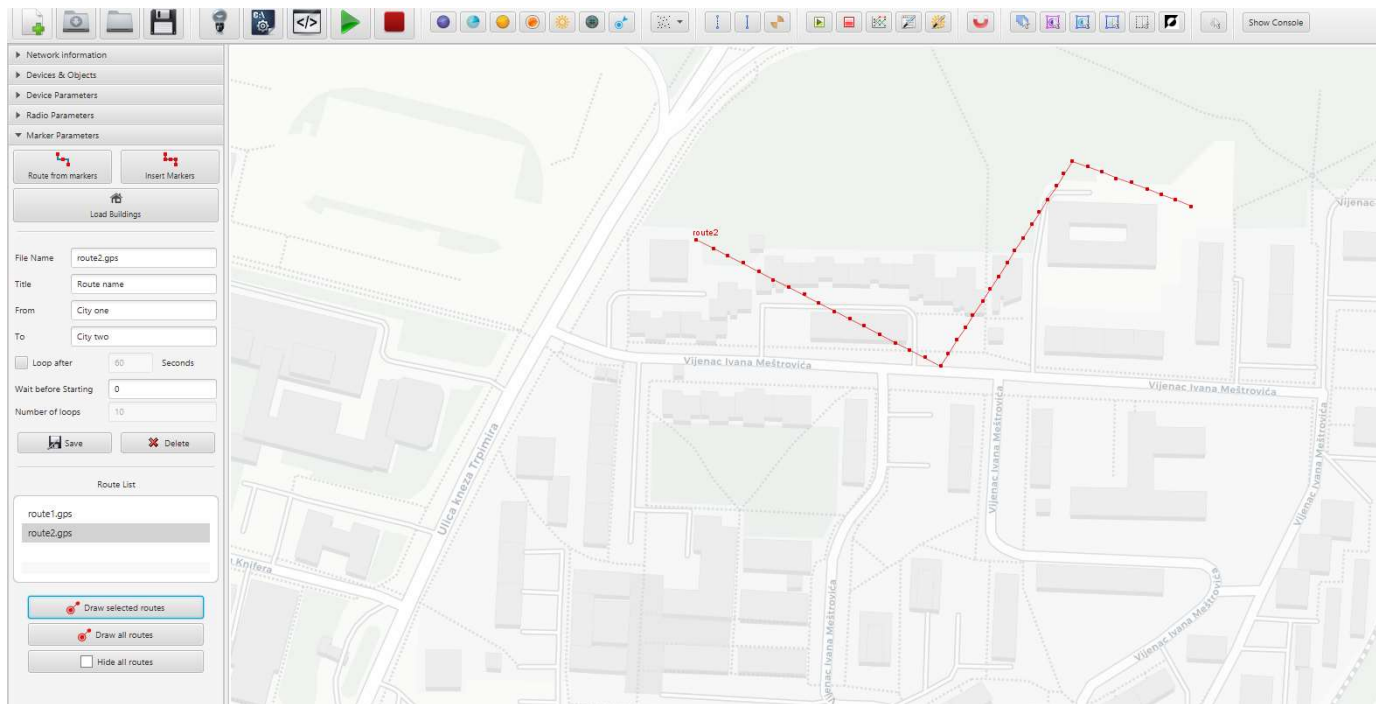 C:\
</>
Show Console
Network information
Devices & Objects
Device Parameters
Radio Parameters
Marker Parameters
Route from markers
Insert Markers
Load Buildings
File Name
route2.gps
Title
Route name
From
City one
To
City two
Loop after
60
Seconds
Wait before Starting
0
Number of loops
10
Save
Delete
Route List
route1.gps
route2.gps
Draw selected routes
Draw all routes
Hide all routes
route2
Vijenac
Vijenac Ivana Meštrovića
Vijenac Ivana Meštrovića
Ulica kneza Trpimira
Vijenac Ivana Meštrovića
Vijenac Ivana Meštrovića
Knifera
Vijenac Ivana Meštrovića
Vijenac Ivana Meštrovića